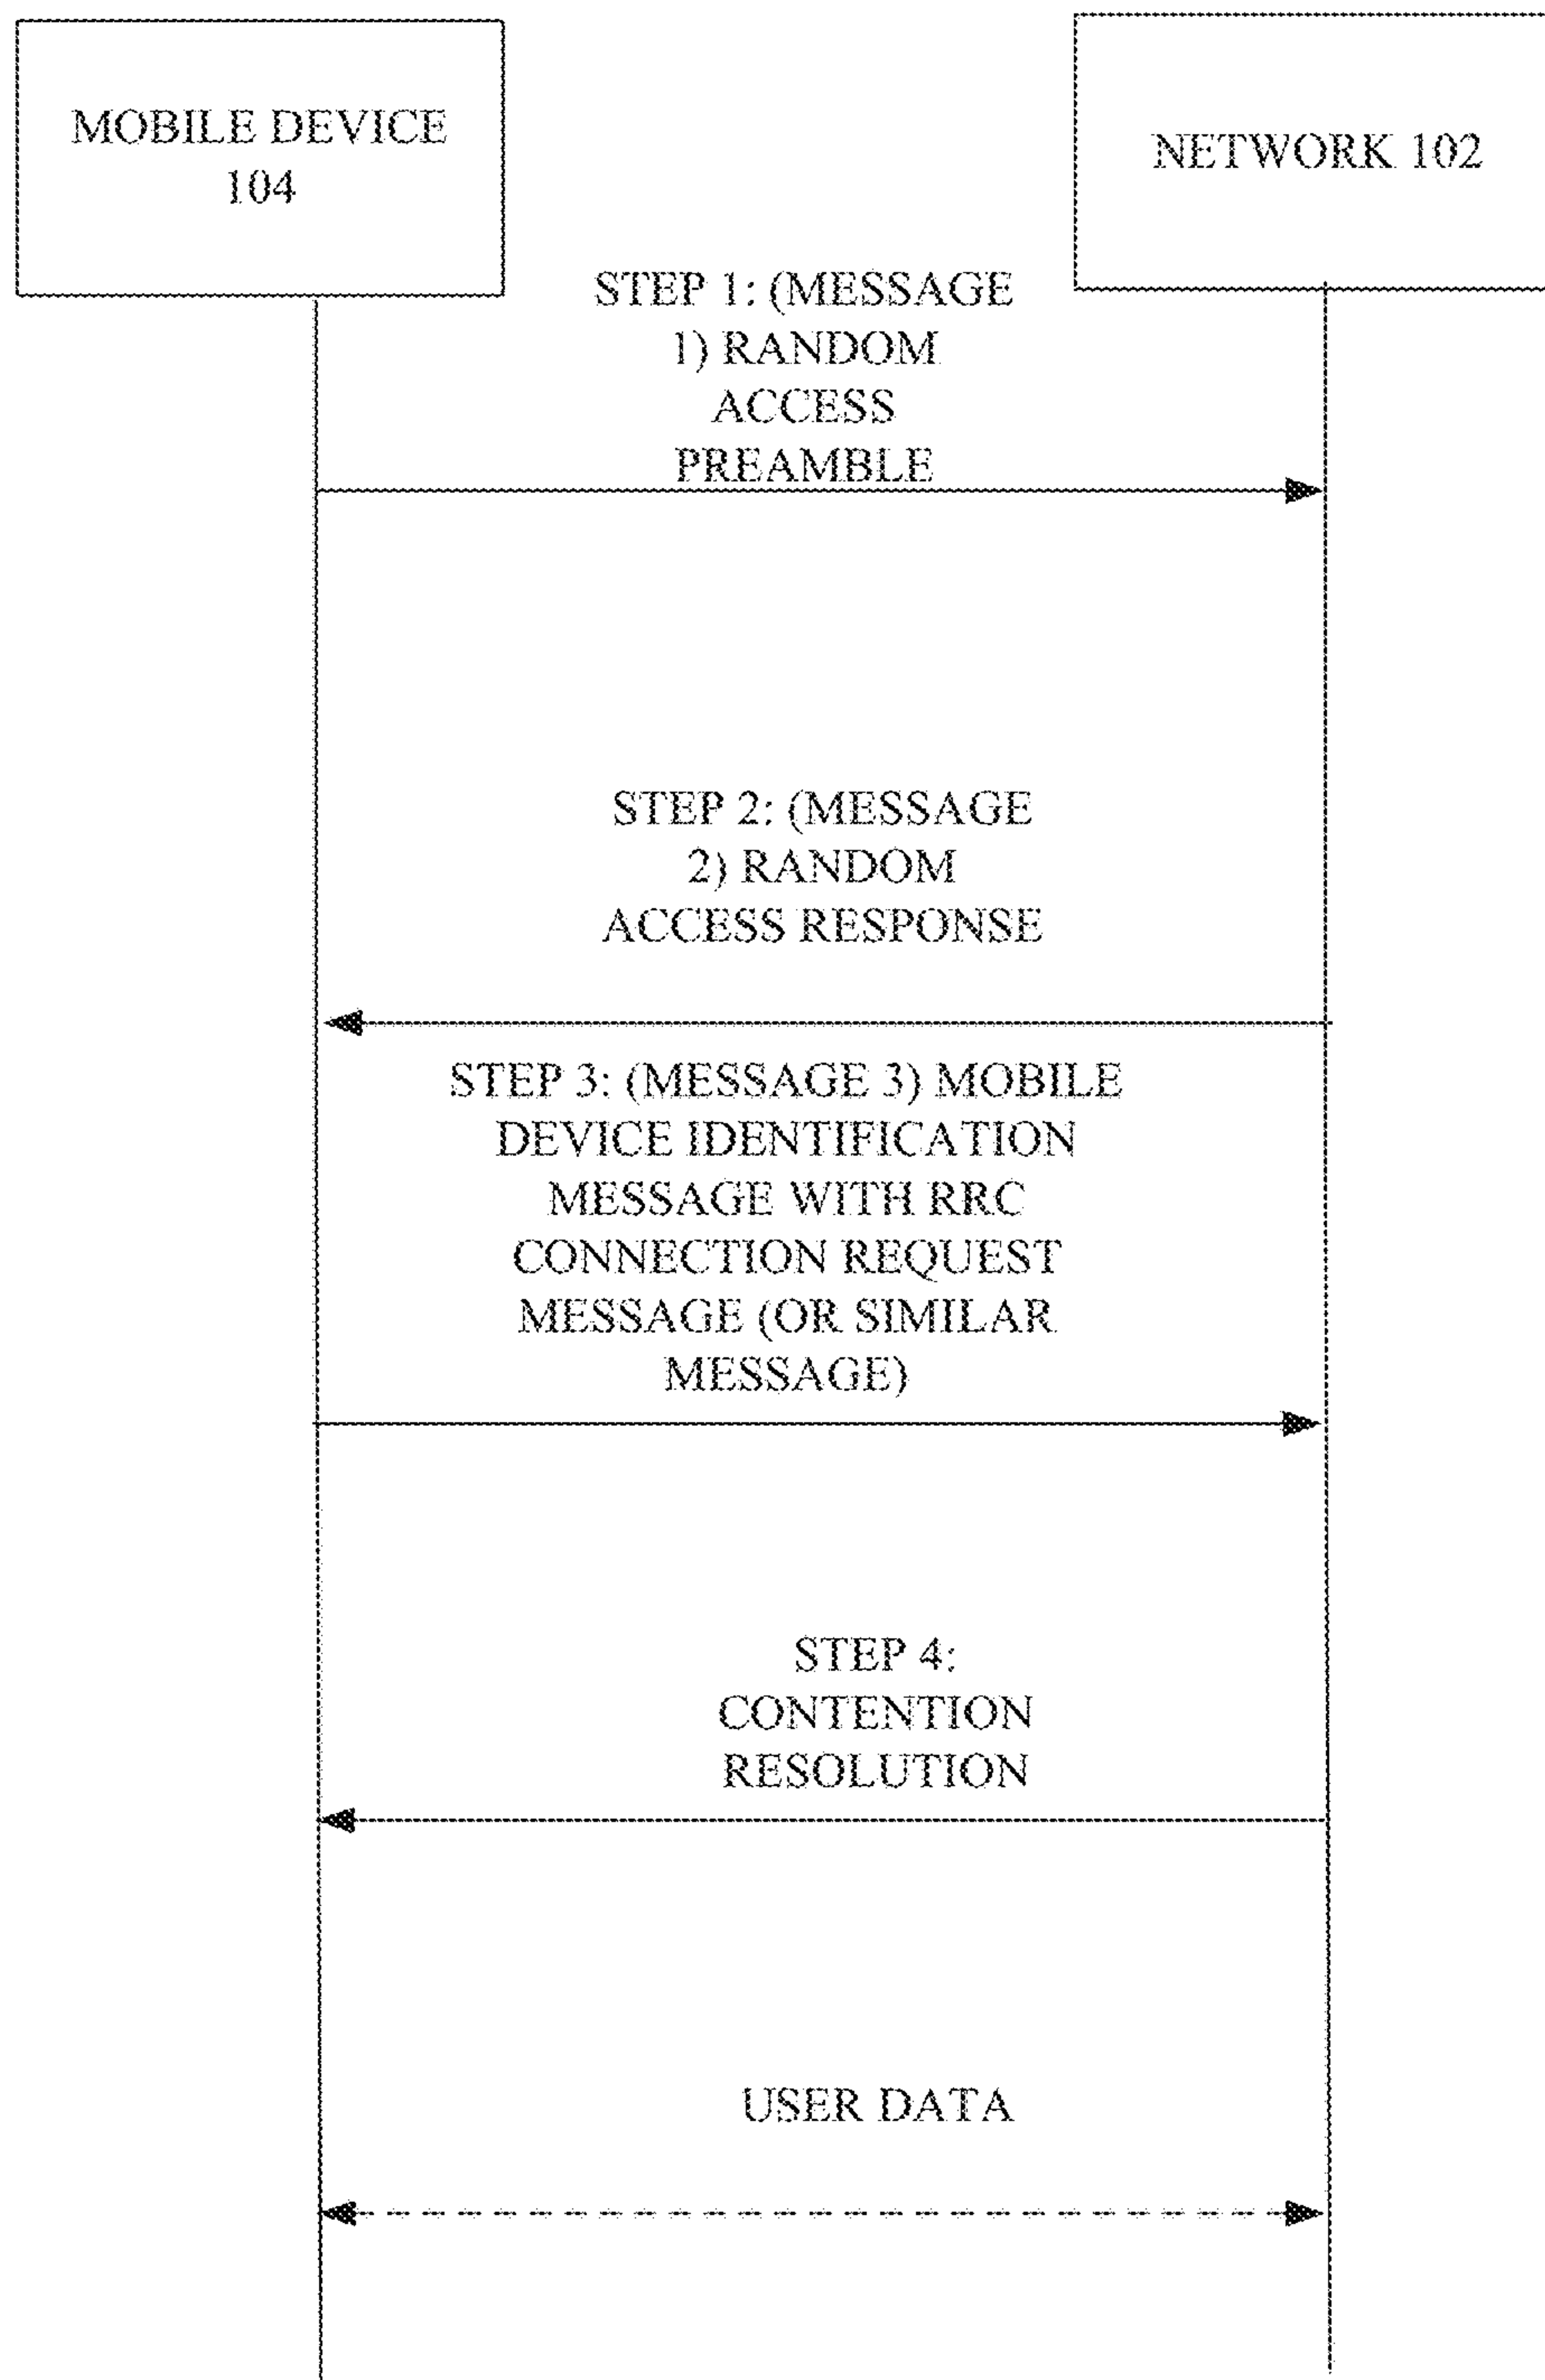 MOBILE DEVICE
104
NETWORK 102
STEP 1: (MESSAGE
1) RANDOM
ACCESS
PREAMBLE
STEP 2: (MESSAGE
2) RANDOM
ACCESS RESPONSE
STEP 3: (MESSAGE 3) MOBILE
DEVICE IDENTIFICATION
MESSAGE WITH RRC
CONNECTION REQUEST
MESSAGE (OR SIMILAR
MESSAGE)
STEP 4:
CONTENTION
RESOLUTION
USER DATA